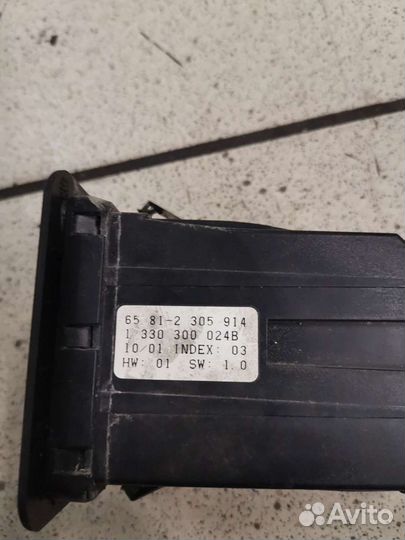 65 81-2 305 914
1 330 300 024B
10/01 INDEX: 03
HW: 01 SW: 1.0
Avito